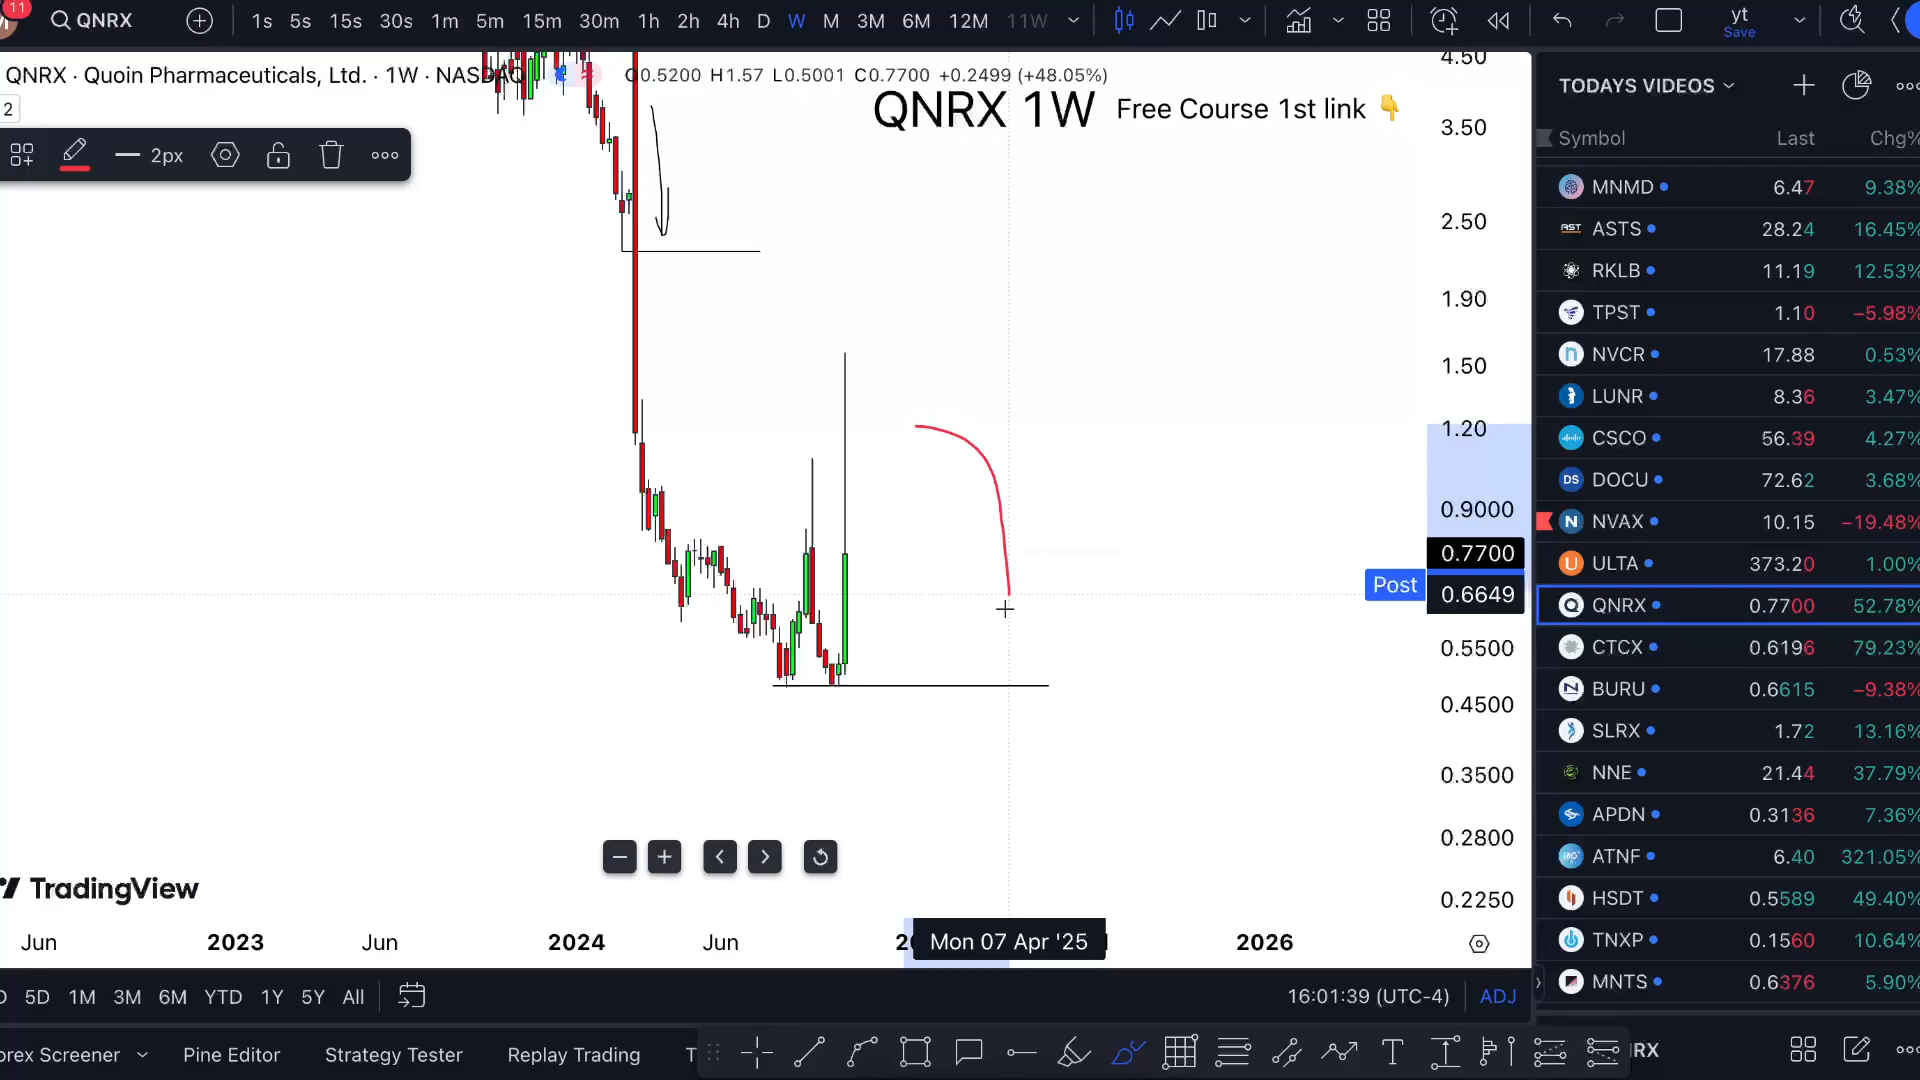 11
QNRX
1s 5s 15s 30s 1m 5m 15m 30m 1h 2h 4h D W M 3M 6M 12M 11W
yt
Save
QNRX · Quoin Pharmaceuticals, Ltd. · 1W · NASDAQ O0.5200 H1.57 L0.5001 C0.7700 +0.2499 (+48.05%)
2
QNRX 1W Free Course 1st link
2px
4.50
3.50
2.50
1.90
1.50
1.20
0.9000
0.7700
Post 0.6649
0.5500
0.4500
0.3500
0.2800
0.2250
TradingView
Jun 2023 Jun 2024 Jun Mon 07 Apr '25 2026
5D 1M 3M 6M YTD 1Y 5Y All
16:01:39 (UTC-4) ADJ
orex Screener Pine Editor Strategy Tester Replay Trading T
TODAYS VIDEOS
Symbol Last Chg%
MNMD 6.47 9.38%
ASTS 28.24 16.45%
RKLB 11.19 12.53%
TPST 1.10 −5.98%
NVCR 17.88 0.53%
LUNR 8.36 3.47%
CSCO 56.39 4.27%
DOCU 72.62 3.68%
NVAX 10.15 −19.48%
ULTA 373.20 1.00%
QNRX 0.7700 52.78%
CTCX 0.6196 79.23%
BURU 0.6615 −9.38%
SLRX 1.72 13.16%
NNE 21.44 37.79%
APDN 0.3136 7.36%
ATNF 6.40 321.05%
HSDT 0.5589 49.40%
TNXP 0.1560 10.64%
MNTS 0.6376 5.90%
RX